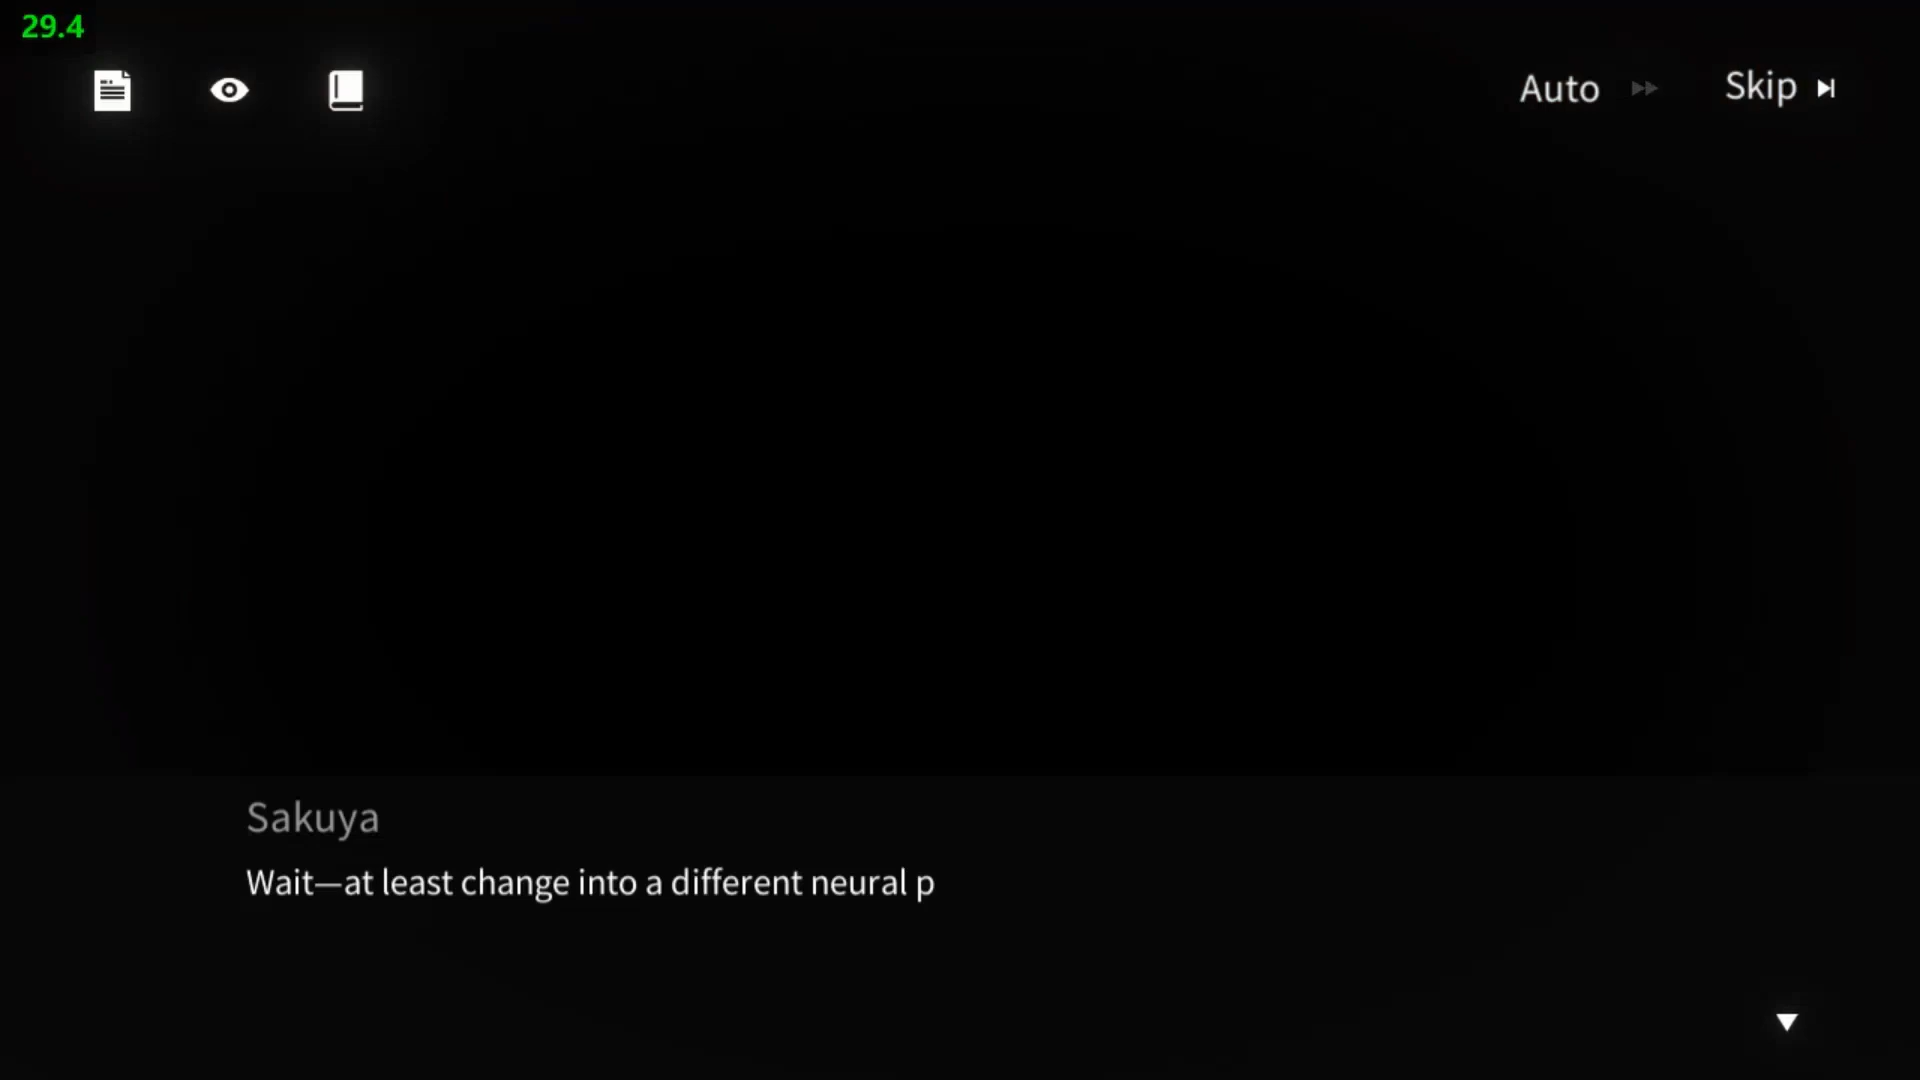 29.4
Auto
Skip
Sakuya
Wait—at least change into a different neural p